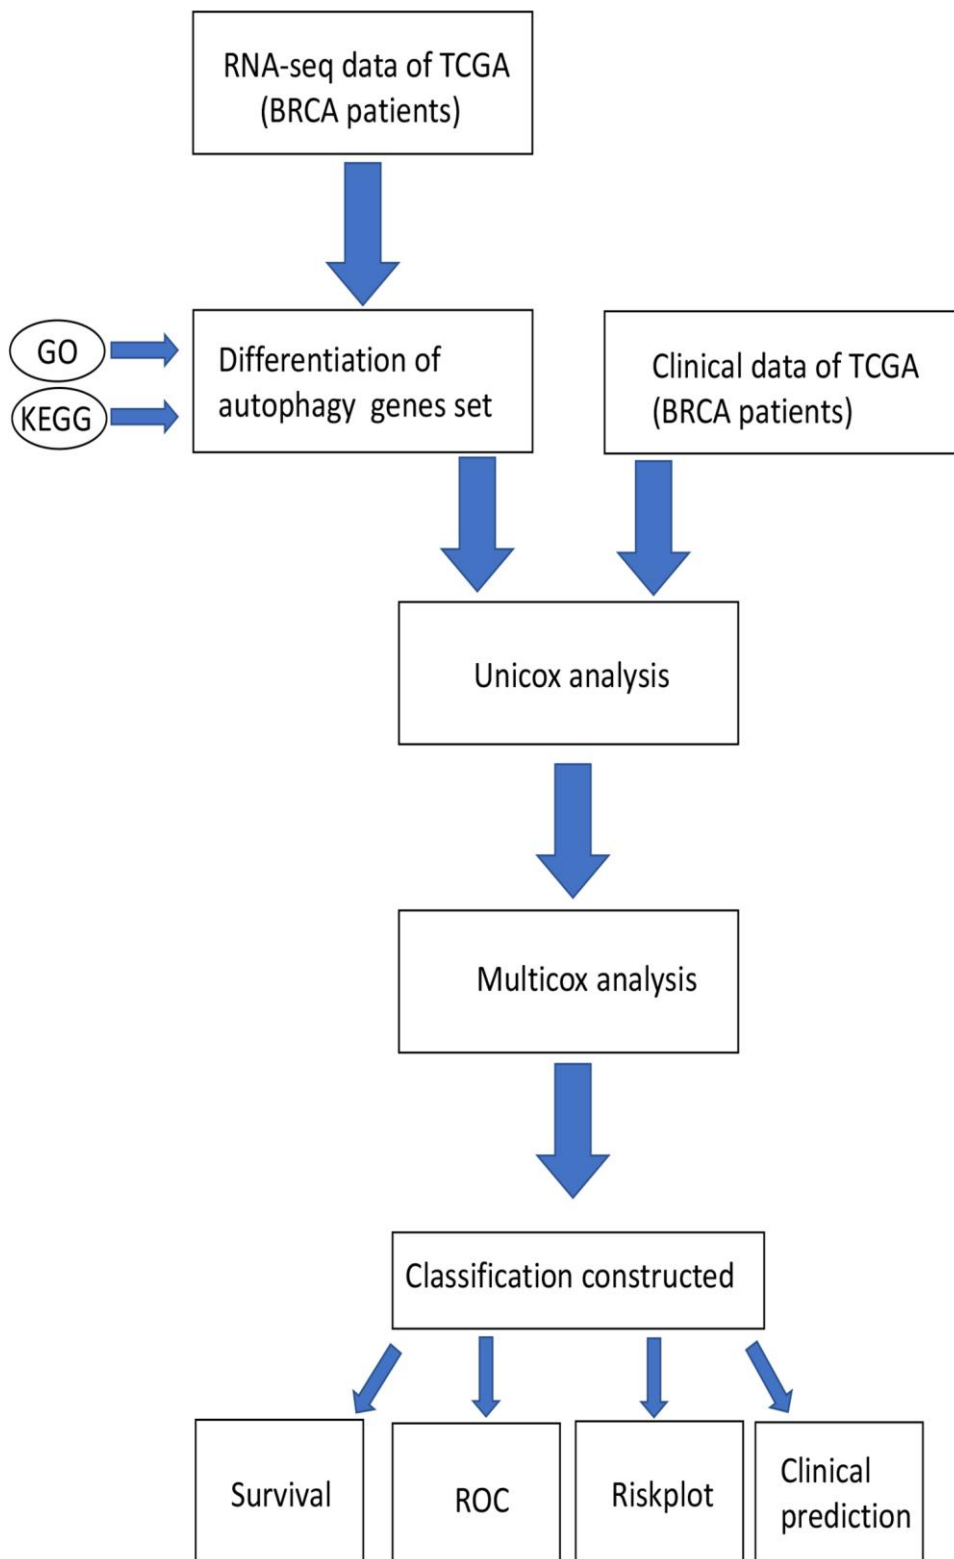 RNA-seq data of TCGA
(BRCA patients)
GO
KEGG
Differentiation of
autophagy genes set
Clinical data of TCGA
(BRCA patients)
Unicox analysis
Multicox analysis
Classification constructed
Survival
ROC
Riskplot
Clinical
prediction